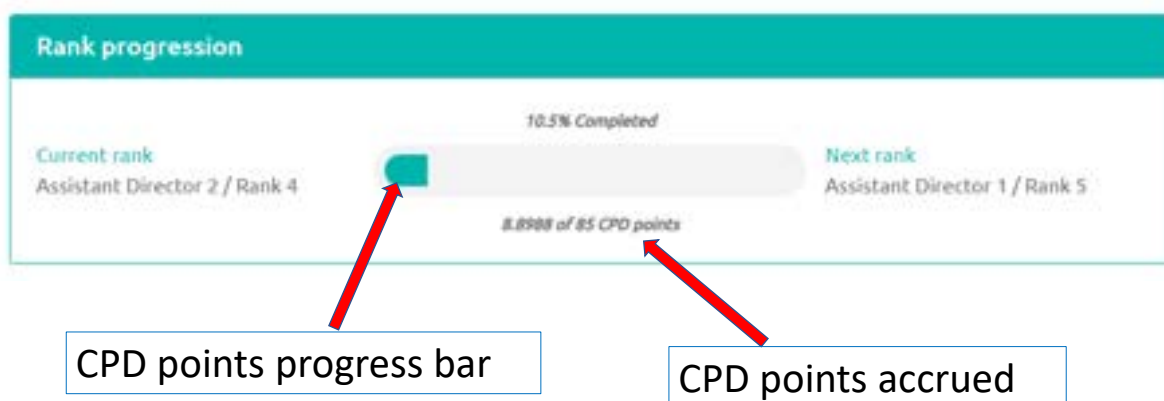 Rank progression
10.5% Completed
Current rank
Assistant Director 2 / Rank 4
Next rank
Assistant Director 1 / Rank 5
8.8988 of 85 CPD points
CPD points progress bar
CPD points accrued